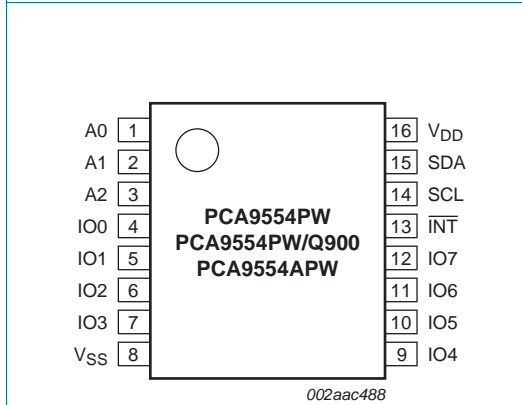 A0 1
A1 2
A2 3
IO0 4
IO1 5
IO2 6
IO3 7
VSS 8
PCA9554PW
PCA9554PW/Q900
PCA9554APW
16 VDD
15 SDA
14 SCL
13 I̅N̅T̅
12 IO7
11 IO6
10 IO5
9 IO4
002aac488